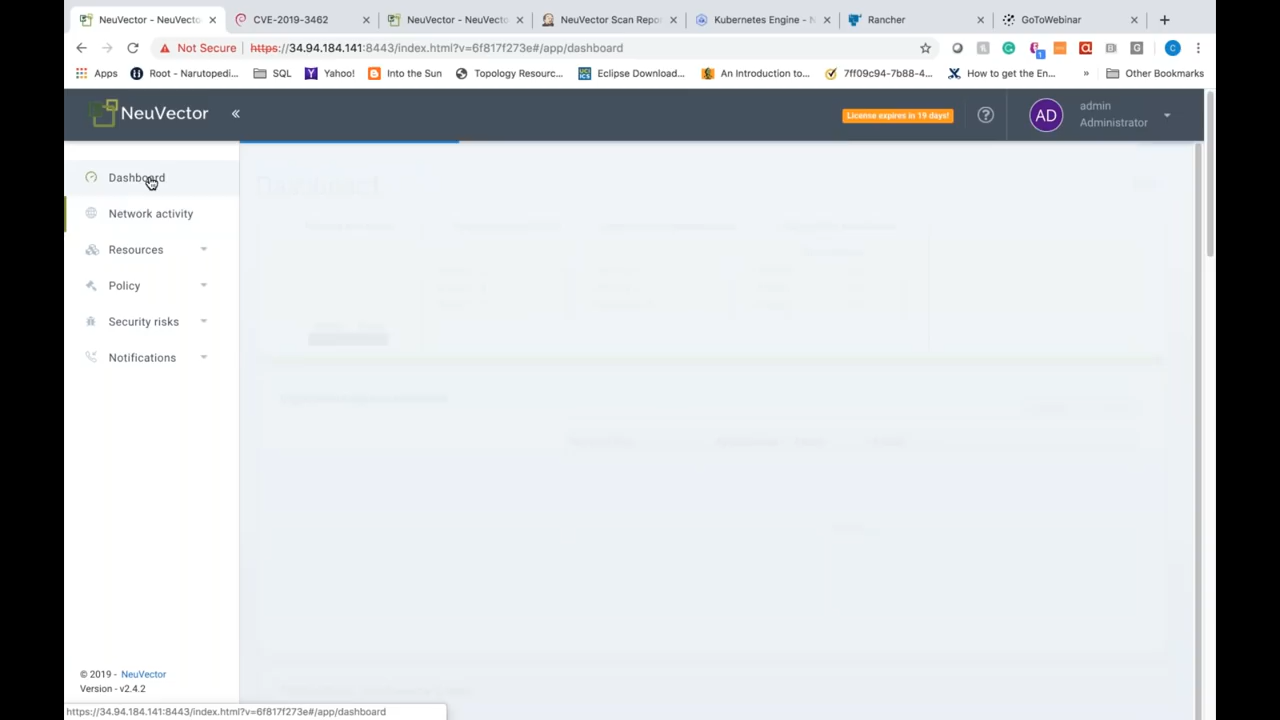 NeuVector - NeuVecto
CVE-2019-3462
NeuVector - NeuVecto
NeuVector Scan Repor
Kubernetes Engine - N
Rancher
GoToWebinar
Not Secure
https://34.94.184.141:8443/index.html?v=6f817f273e#/app/dashboard
1
C
Apps
Root - Narutopedi...
SQL
Yahoo!
Into the Sun
Topology Resourc...
Eclipse Download...
An Introduction to...
7ff09c94-7b88-4...
How to get the En...
»
Other Bookmarks
NeuVector
«
License expires in 19 days!
?
AD
admin
Administrator
Dashboard
Network activity
Resources
Policy
Security risks
Notifications
Dashboard
© 2019 - NeuVector
Version - v2.4.2
https://34.94.184.141:8443/index.html?v=6f817f273e#/app/dashboard